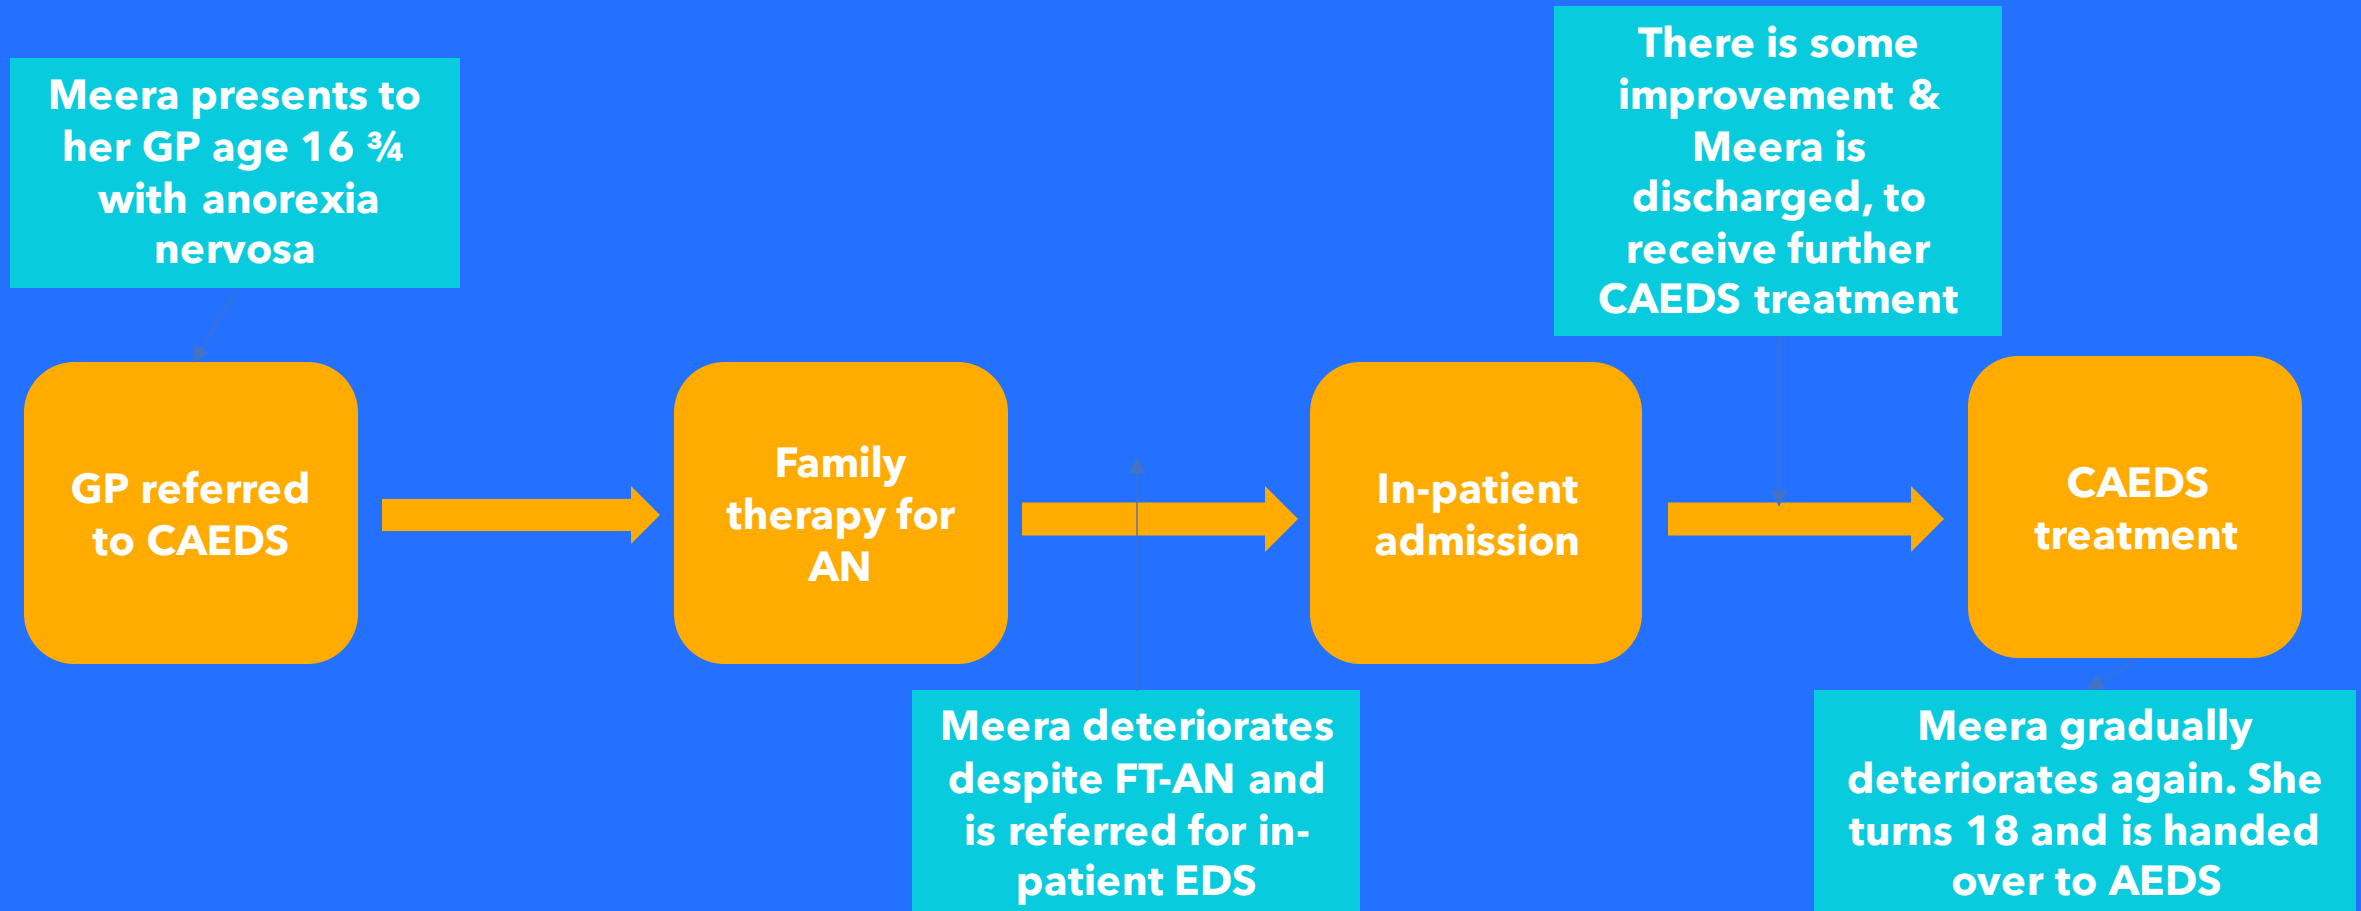 Meera presents to
her GP age 16 ¾
with anorexia
nervosa
There is some
improvement &
Meera is
discharged, to
receive further
CAEDS treatment
GP referred
to CAEDS
Family
therapy for
AN
In-patient
admission
CAEDS
treatment
Meera deteriorates
despite FT-AN and
is referred for in-
patient EDS
Meera gradually
deteriorates again. She
turns 18 and is handed
over to AEDS